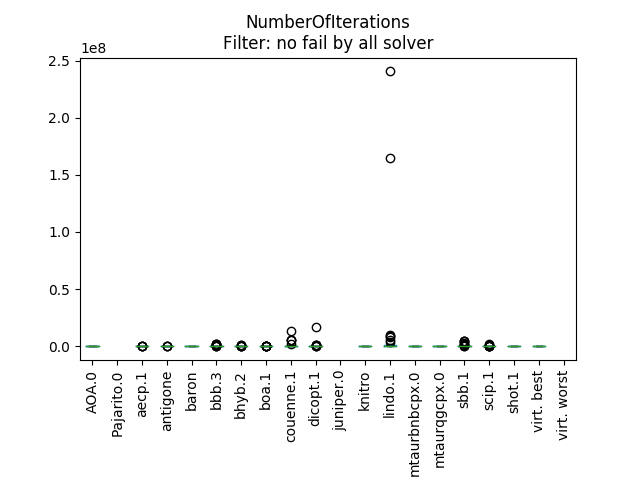 NumberOfIterations
Filter: no fail by all solver
1e8
2.5
2.0
1.5
1.0
0.5
0.0
AOA.0
Pajarito.0
aecp.1
antigone
baron
bbb.3
bhyb.2
boa.1
couenne.1
dicopt.1
juniper.0
knitro
lindo.1
mtaurbnbcpx.0
mtaurqgcpx.0
sbb.1
scip.1
shot.1
virt. best
virt. worst